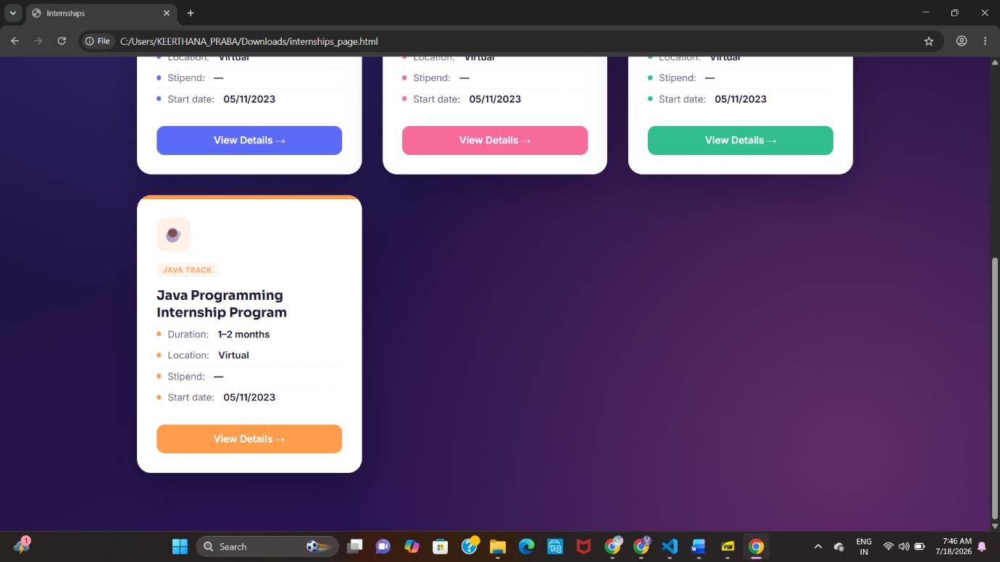 Internships
File
C:/Users/KEERTHANA_PRABA/Downloads/internships_page.html
Location: Virtual
Location: Virtual
Location: Virtual
Stipend: —
Stipend: —
Stipend: —
Start date: 05/11/2023
Start date: 05/11/2023
Start date: 05/11/2023
View Details →
View Details →
View Details →
JAVA TRACK
Java Programming
Internship Program
Duration: 1–2 months
Location: Virtual
Stipend: —
Start date: 05/11/2023
View Details →
1
Search
PDF
ENG
IN
7:46 AM
7/18/2026